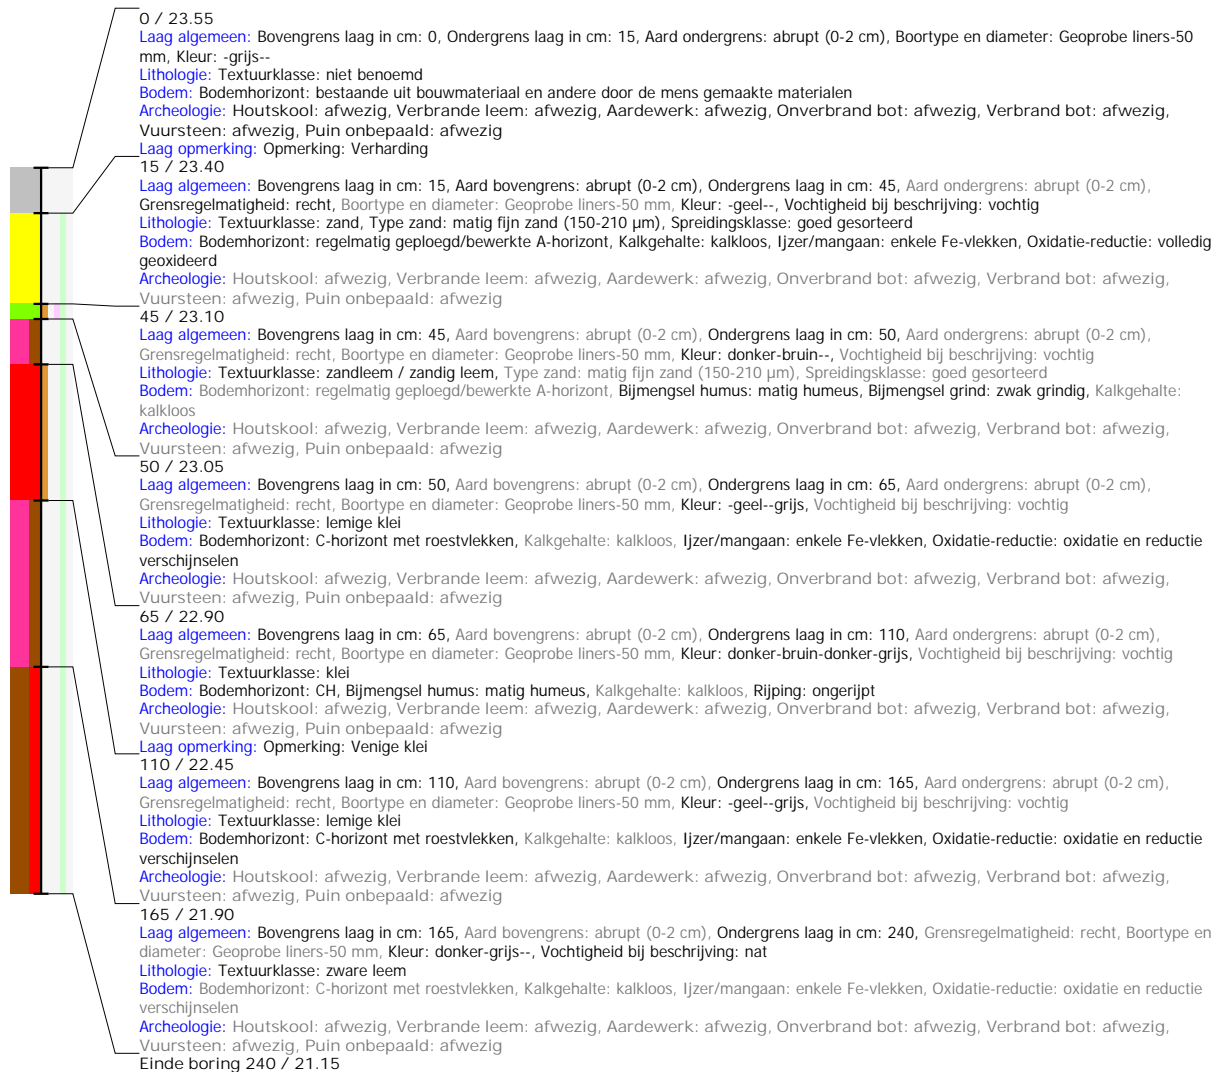 0 / 23.55
Laag algemeen: Bovengrens laag in cm: 0, Ondergrens laag in cm: 15, Aard ondergrens: abrupt (0-2 cm), Boortype en diameter: Geoprobe liners-50
mm, Kleur: -grijs--
Lithologie: Textuurklasse: niet benoemd
Bodem: Bodemhorizont: bestaande uit bouwmateriaal en andere door de mens gemaakte materialen
Archeologie: Houtskool: afwezig, Verbrande leem: afwezig, Aardewerk: afwezig, Onverbrand bot: afwezig, Verbrand bot: afwezig,
Vuursteen: afwezig, Puin onbepaald: afwezig
Laag opmerking: Opmerking: Verharding
15 / 23.40
Laag algemeen: Bovengrens laag in cm: 15, Aard bovengrens: abrupt (0-2 cm), Ondergrens laag in cm: 45, Aard ondergrens: abrupt (0-2 cm),
Grensregelmatigheid: recht, Boortype en diameter: Geoprobe liners-50 mm, Kleur: -geel--, Vochtigheid bij beschrijving: vochtig
Lithologie: Textuurklasse: zand, Type zand: matig fijn zand (150-210 µm), Spreidingsklasse: goed gesorteerd
Bodem: Bodemhorizont: regelmatig geploegd/bewerkte A-horizont, Kalkgehalte: kalkloos, Ijzer/mangaan: enkele Fe-vlekken, Oxidatie-reductie: volledig
geoxideerd
Archeologie: Houtskool: afwezig, Verbrande leem: afwezig, Aardewerk: afwezig, Onverbrand bot: afwezig, Verbrand bot: afwezig,
Vuursteen: afwezig, Puin onbepaald: afwezig
45 / 23.10
Laag algemeen: Bovengrens laag in cm: 45, Aard bovengrens: abrupt (0-2 cm), Ondergrens laag in cm: 50, Aard ondergrens: abrupt (0-2 cm),
Grensregelmatigheid: recht, Boortype en diameter: Geoprobe liners-50 mm, Kleur: donker-bruin--, Vochtigheid bij beschrijving: vochtig
Lithologie: Textuurklasse: zandleem / zandig leem, Type zand: matig fijn zand (150-210 µm), Spreidingsklasse: goed gesorteerd
Bodem: Bodemhorizont: regelmatig geploegd/bewerkte A-horizont, Bijmengsel humus: matig humeus, Bijmengsel grind: zwak grindig, Kalkgehalte:
kalkloos
Archeologie: Houtskool: afwezig, Verbrande leem: afwezig, Aardewerk: afwezig, Onverbrand bot: afwezig, Verbrand bot: afwezig,
Vuursteen: afwezig, Puin onbepaald: afwezig
50 / 23.05
Laag algemeen: Bovengrens laag in cm: 50, Aard bovengrens: abrupt (0-2 cm), Ondergrens laag in cm: 65, Aard ondergrens: abrupt (0-2 cm),
Grensregelmatigheid: recht, Boortype en diameter: Geoprobe liners-50 mm, Kleur: -geel--grijs, Vochtigheid bij beschrijving: vochtig
Lithologie: Textuurklasse: lemige klei
Bodem: Bodemhorizont: C-horizont met roestvlekken, Kalkgehalte: kalkloos, Ijzer/mangaan: enkele Fe-vlekken, Oxidatie-reductie: oxidatie en reductie
verschijnselen
Archeologie: Houtskool: afwezig, Verbrande leem: afwezig, Aardewerk: afwezig, Onverbrand bot: afwezig, Verbrand bot: afwezig,
Vuursteen: afwezig, Puin onbepaald: afwezig
65 / 22.90
Laag algemeen: Bovengrens laag in cm: 65, Aard bovengrens: abrupt (0-2 cm), Ondergrens laag in cm: 110, Aard ondergrens: abrupt (0-2 cm),
Grensregelmatigheid: recht, Boortype en diameter: Geoprobe liners-50 mm, Kleur: donker-bruin-donker-grijs, Vochtigheid bij beschrijving: vochtig
Lithologie: Textuurklasse: klei
Bodem: Bodemhorizont: CH, Bijmengsel humus: matig humeus, Kalkgehalte: kalkloos, Rijping: ongerijpt
Archeologie: Houtskool: afwezig, Verbrande leem: afwezig, Aardewerk: afwezig, Onverbrand bot: afwezig, Verbrand bot: afwezig,
Vuursteen: afwezig, Puin onbepaald: afwezig
Laag opmerking: Opmerking: Venige klei
110 / 22.45
Laag algemeen: Bovengrens laag in cm: 110, Aard bovengrens: abrupt (0-2 cm), Ondergrens laag in cm: 165, Aard ondergrens: abrupt (0-2 cm),
Grensregelmatigheid: recht, Boortype en diameter: Geoprobe liners-50 mm, Kleur: -geel--grijs, Vochtigheid bij beschrijving: vochtig
Lithologie: Textuurklasse: lemige klei
Bodem: Bodemhorizont: C-horizont met roestvlekken, Kalkgehalte: kalkloos, Ijzer/mangaan: enkele Fe-vlekken, Oxidatie-reductie: oxidatie en reductie
verschijnselen
Archeologie: Houtskool: afwezig, Verbrande leem: afwezig, Aardewerk: afwezig, Onverbrand bot: afwezig, Verbrand bot: afwezig,
Vuursteen: afwezig, Puin onbepaald: afwezig
165 / 21.90
Laag algemeen: Bovengrens laag in cm: 165, Aard bovengrens: abrupt (0-2 cm), Ondergrens laag in cm: 240, Grensregelmatigheid: recht, Boortype en
diameter: Geoprobe liners-50 mm, Kleur: donker-grijs--, Vochtigheid bij beschrijving: nat
Lithologie: Textuurklasse: zware leem
Bodem: Bodemhorizont: C-horizont met roestvlekken, Kalkgehalte: kalkloos, Ijzer/mangaan: enkele Fe-vlekken, Oxidatie-reductie: oxidatie en reductie
verschijnselen
Archeologie: Houtskool: afwezig, Verbrande leem: afwezig, Aardewerk: afwezig, Onverbrand bot: afwezig, Verbrand bot: afwezig,
Vuursteen: afwezig, Puin onbepaald: afwezig
Einde boring 240 / 21.15